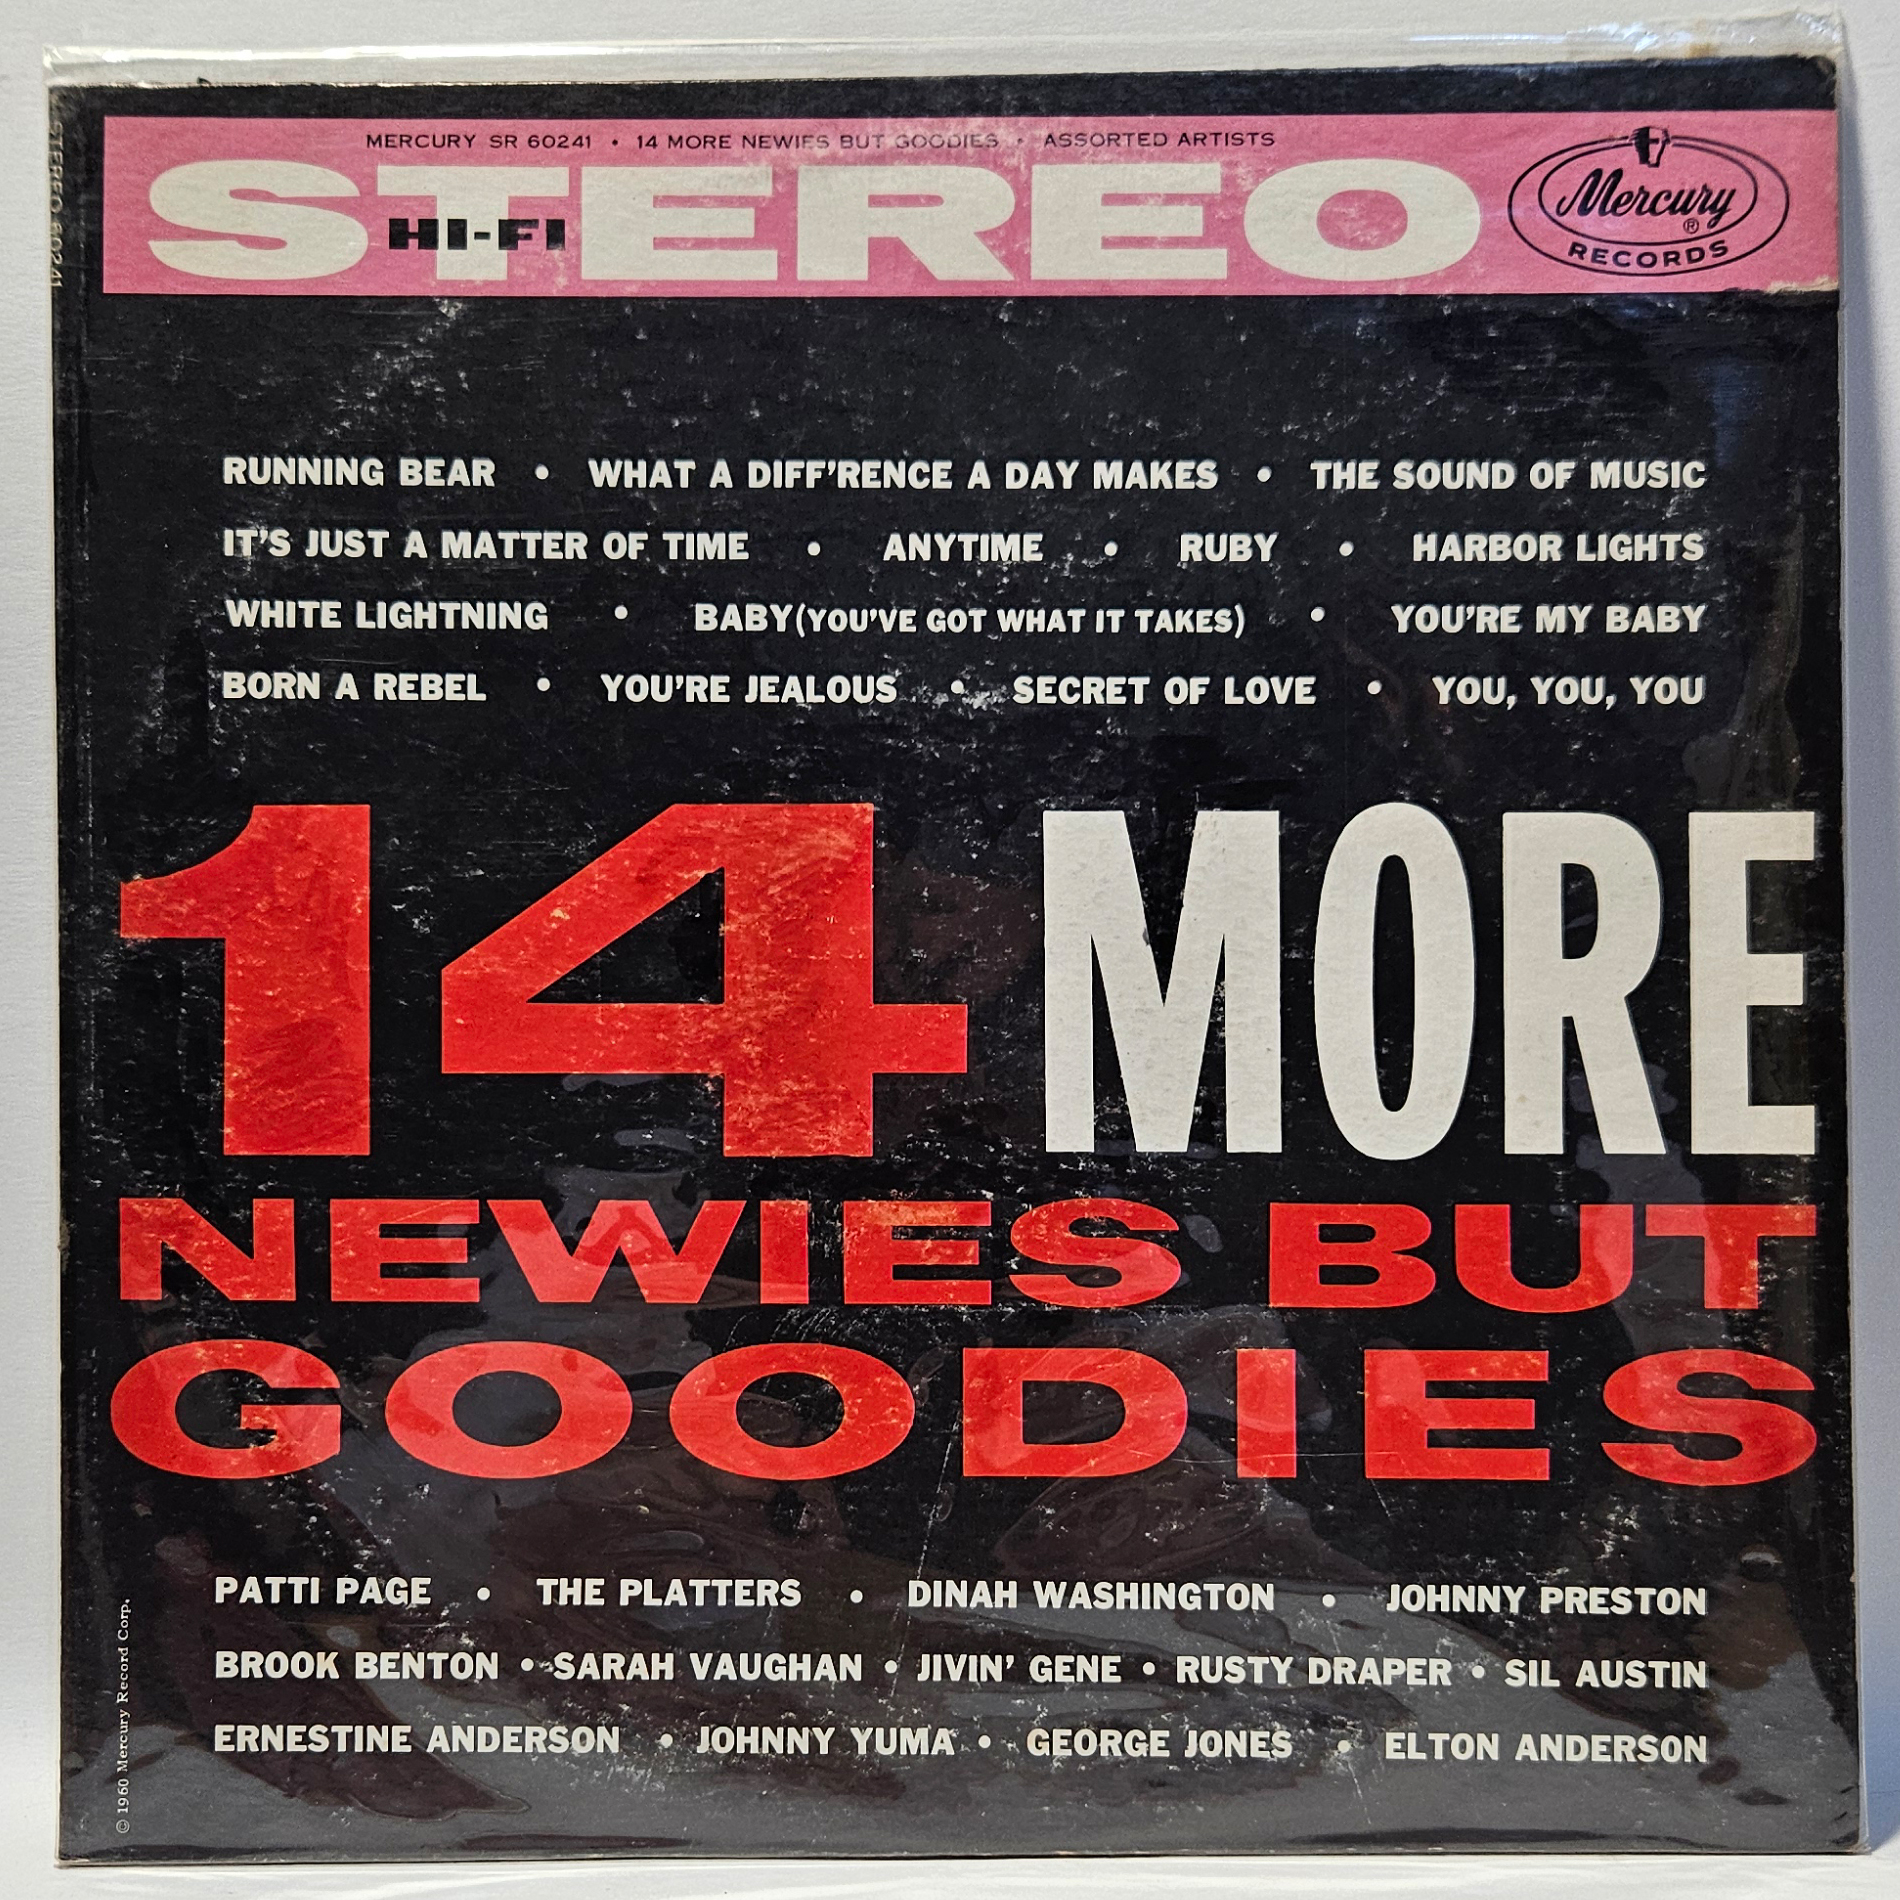 MERCURY SR 60241 • 14 MORE NEWIES BUT GOODIES • ASSORTED ARTISTS
STEREO
HI-FI
Mercury
®
RECORDS
STEREO 60241
RUNNING BEAR • WHAT A DIFF'RENCE A DAY MAKES • THE SOUND OF MUSIC
IT'S JUST A MATTER OF TIME • ANYTIME • RUBY • HARBOR LIGHTS
WHITE LIGHTNING • BABY(YOU'VE GOT WHAT IT TAKES) • YOU'RE MY BABY
BORN A REBEL • YOU'RE JEALOUS • SECRET OF LOVE • YOU, YOU, YOU
14 MORE
NEWIES BUT
GOODIES
PATTI PAGE • THE PLATTERS • DINAH WASHINGTON • JOHNNY PRESTON
BROOK BENTON • SARAH VAUGHAN • JIVIN' GENE • RUSTY DRAPER • SIL AUSTIN
ERNESTINE ANDERSON • JOHNNY YUMA • GEORGE JONES • ELTON ANDERSON
© 1960 Mercury Record Corp.